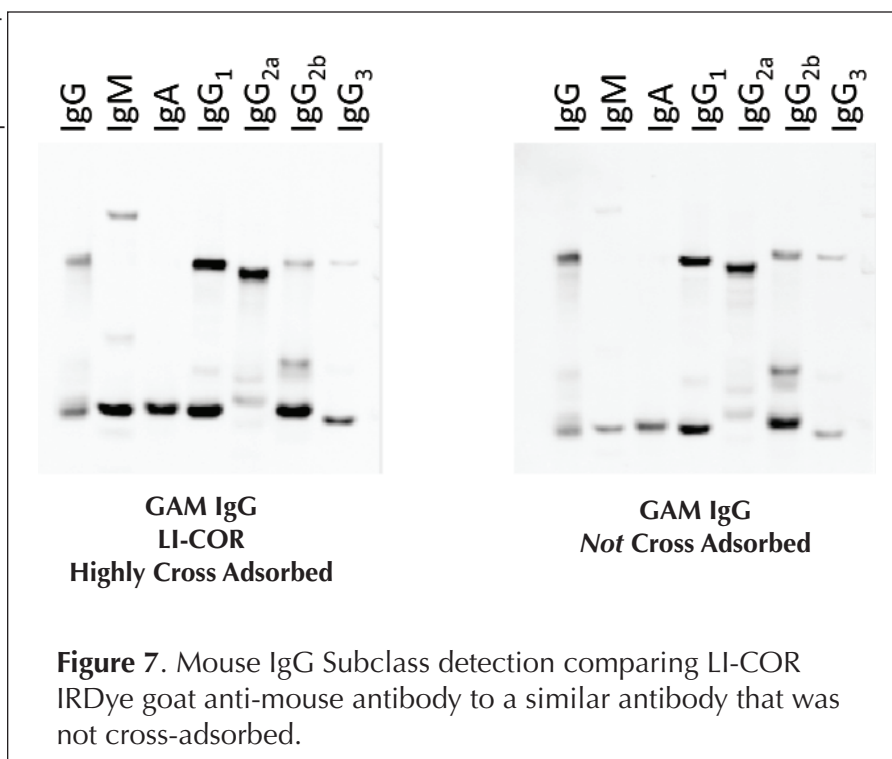 IgG IgM IgA IgG1 IgG2a IgG2b IgG3
IgG IgM IgA IgG1 IgG2a IgG2b IgG3
GAM IgG
LI-COR
Highly Cross Adsorbed
GAM IgG
Not Cross Adsorbed
Figure 7. Mouse IgG Subclass detection comparing LI-COR
IRDye goat anti-mouse antibody to a similar antibody that was
not cross-adsorbed.